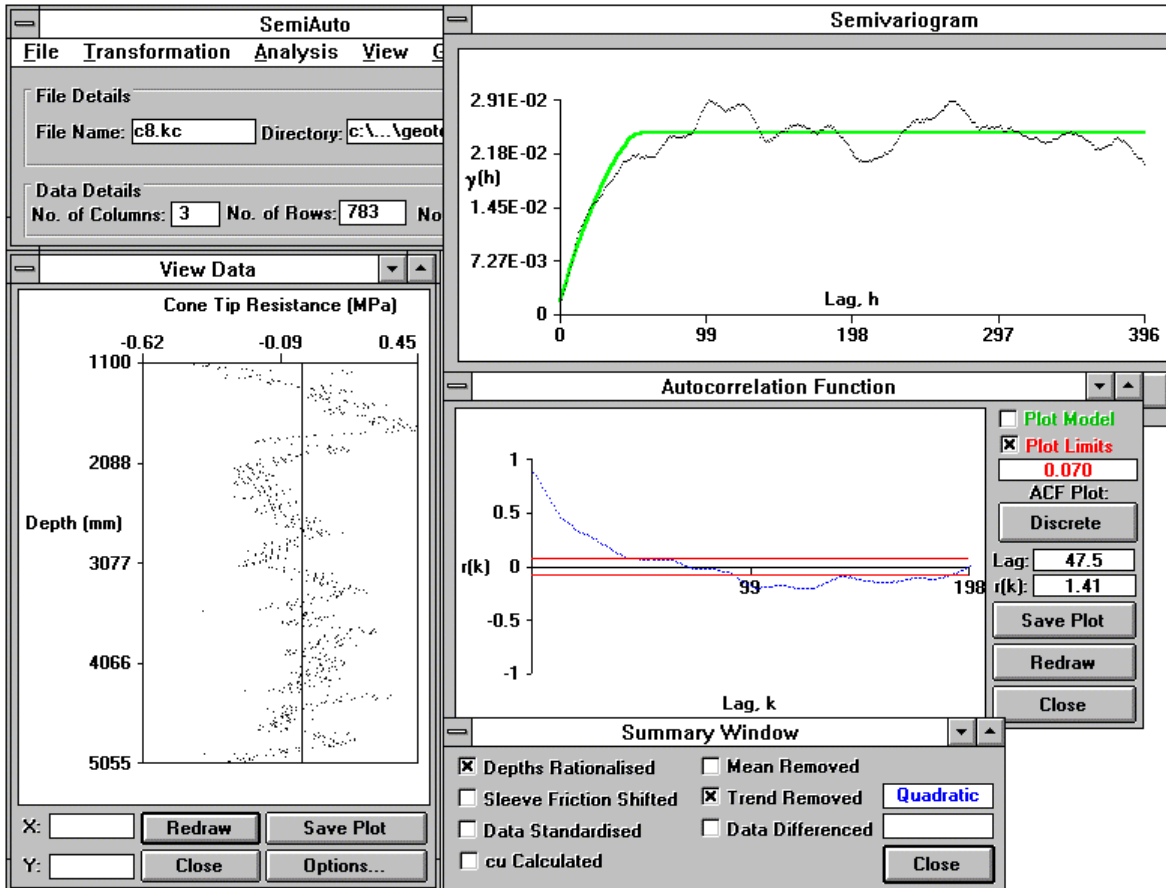 SemiAuto
File Transformation Analysis View G
File Details
File Name: c8.kc Directory: c:\...\geote
Data Details
No. of Columns: 3 No. of Rows: 783 No
View Data
Cone Tip Resistance (MPa)
-0.62 -0.09 0.45
1100
2088
Depth (mm)
3077
4066
5055
X: Redraw Save Plot
Y: Close Options...
Semivariogram
2.91E-02
2.18E-02
γ(h)
1.45E-02
7.27E-03
Lag, h
0
0 99 198 297 396
Autocorrelation Function
1
0.5
r(k) 0
99 198
-0.5
-1
Lag, k
Plot Model
Plot Limits
0.070
ACF Plot:
Discrete
Lag: 47.5
r(k): 1.41
Save Plot
Redraw
Close
Summary Window
Depths Rationalised Mean Removed
Sleeve Friction Shifted Trend Removed Quadratic
Data Standardised Data Differenced
cu Calculated Close